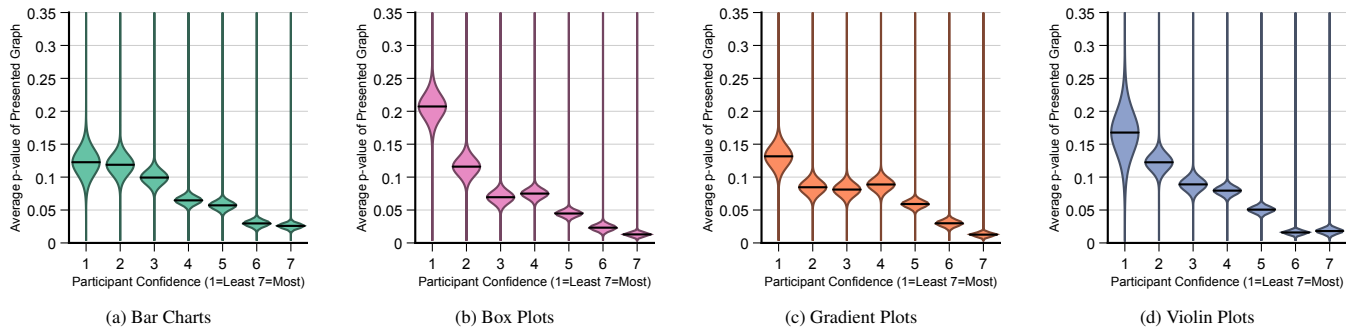 Average p-value of Presented Graph
0.35
0.3
0.25
0.2
0.15
0.1
0.05
0
1 2 3 4 5 6 7
Participant Confidence (1=Least 7=Most)
(a) Bar Charts
Average p-value of Presented Graph
0.35
0.3
0.25
0.2
0.15
0.1
0.05
0
1 2 3 4 5 6 7
Participant Confidence (1=Least 7=Most)
(b) Box Plots
Average p-value of Presented Graph
0.35
0.3
0.25
0.2
0.15
0.1
0.05
0
1 2 3 4 5 6 7
Participant Confidence (1=Least 7=Most)
(c) Gradient Plots
Average p-value of Presented Graph
0.35
0.3
0.25
0.2
0.15
0.1
0.05
0
1 2 3 4 5 6 7
Participant Confidence (1=Least 7=Most)
(d) Violin Plots